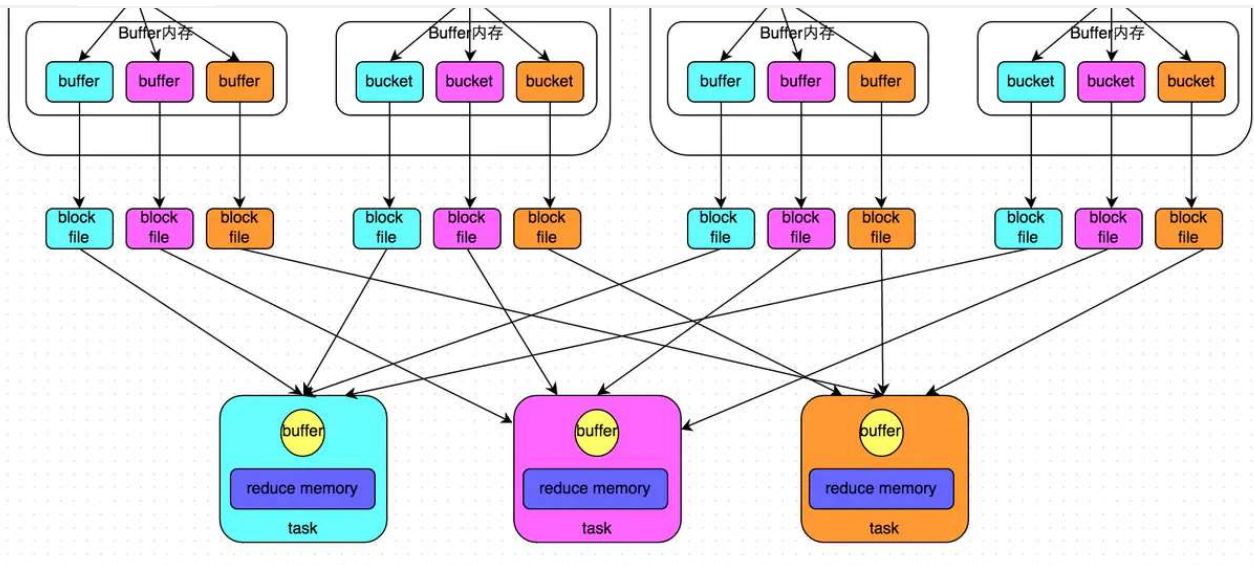 Buffer内存
Buffer内存
Buffer内存
Buffer内存
buffer
buffer
buffer
bucket
bucket
bucket
buffer
buffer
buffer
bucket
bucket
bucket
block
file
block
file
block
file
block
file
block
file
block
file
block
file
block
file
block
file
block
file
block
file
block
file
buffer
reduce memory
task
buffer
reduce memory
task
buffer
reduce memory
task